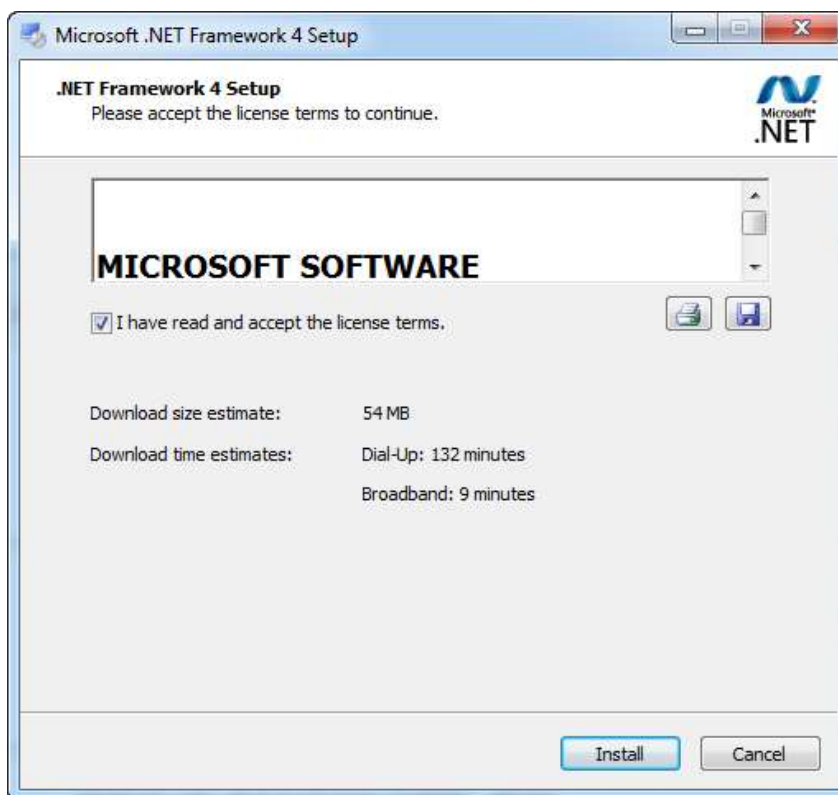 Microsoft .NET Framework 4 Setup
.NET Framework 4 Setup
Please accept the license terms to continue.
Microsoft®
.NET
MICROSOFT SOFTWARE
I have read and accept the license terms.
Download size estimate: 54 MB
Download time estimates: Dial-Up: 132 minutes
Broadband: 9 minutes
Install Cancel